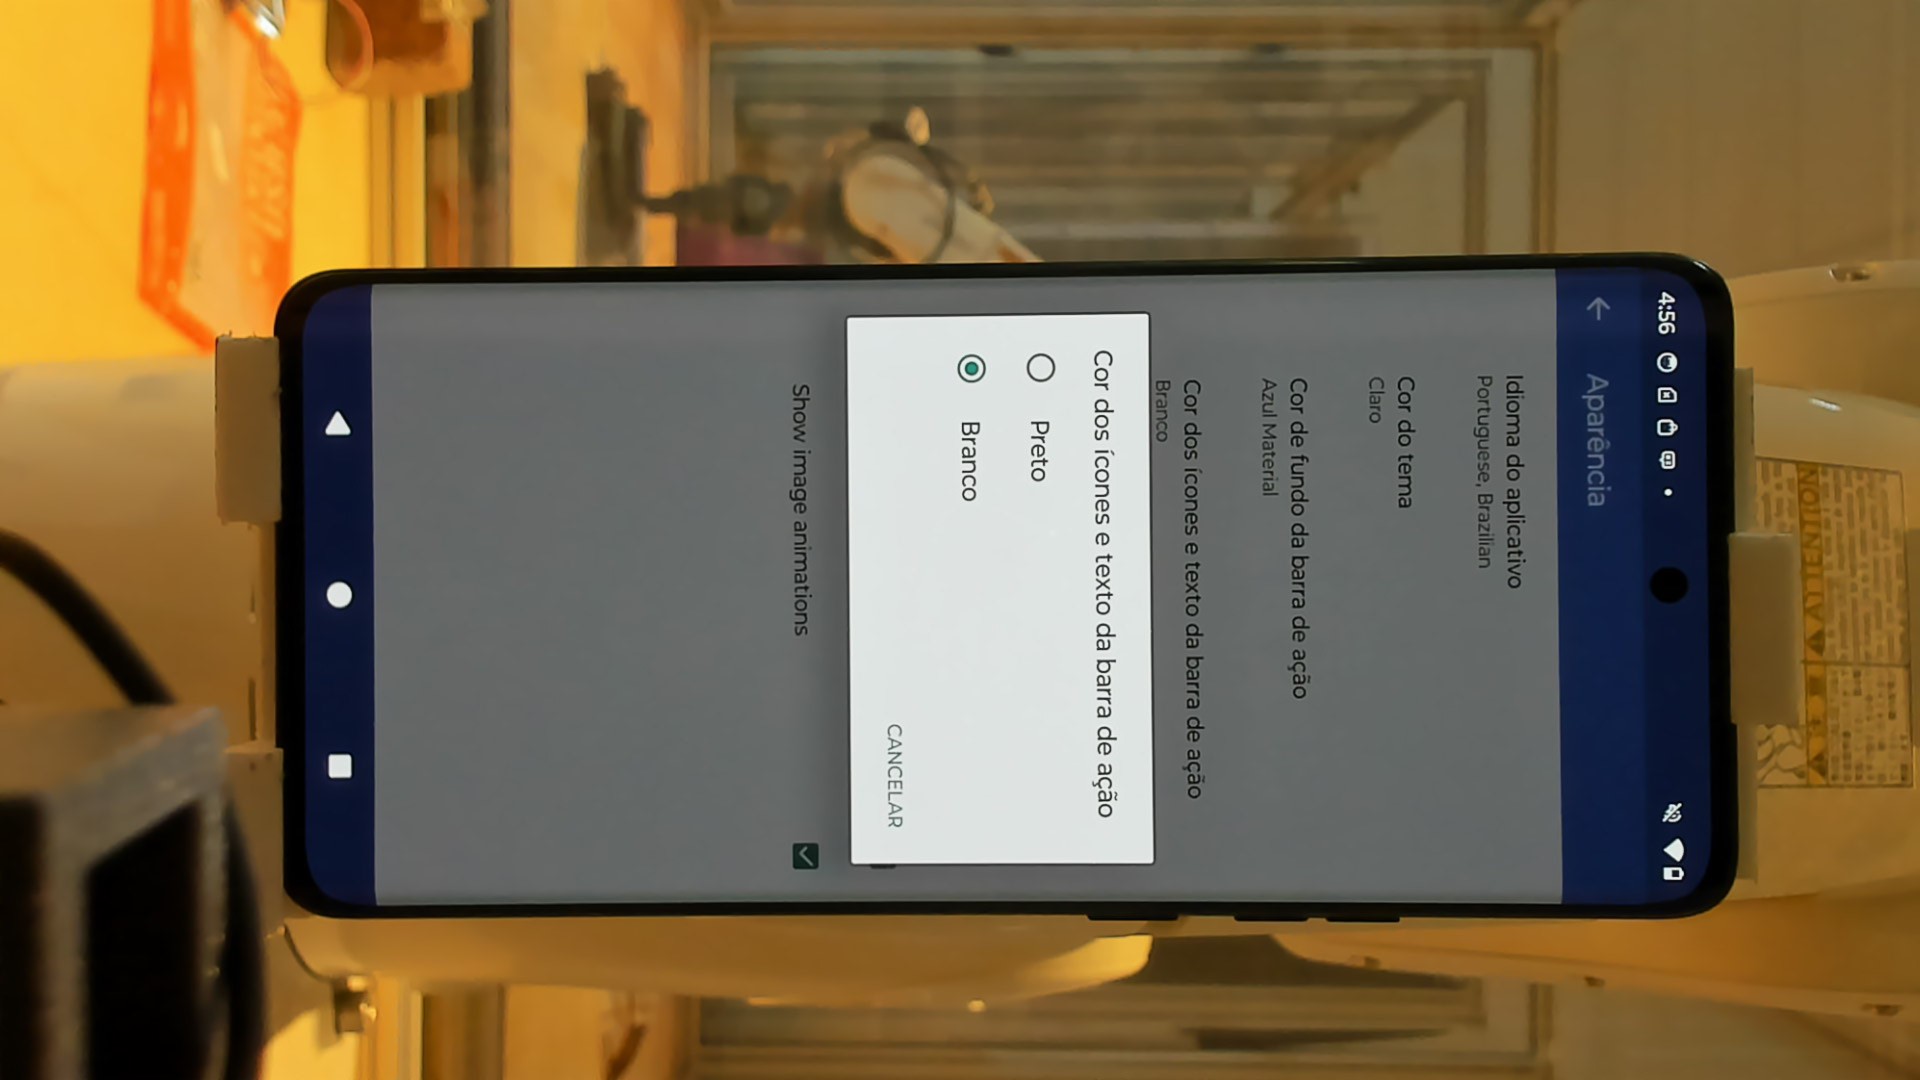 4:56
Aparência
Idioma do aplicativo
Portuguese, Brazilian
Cor do tema
Claro
Cor de fundo da barra de ação
Azul Material
Cor dos ícones e texto da barra de ação
Branco
Cor dos ícones e texto da barra de ação
Preto
Branco
CANCELAR
Show image animations
ATTENTION